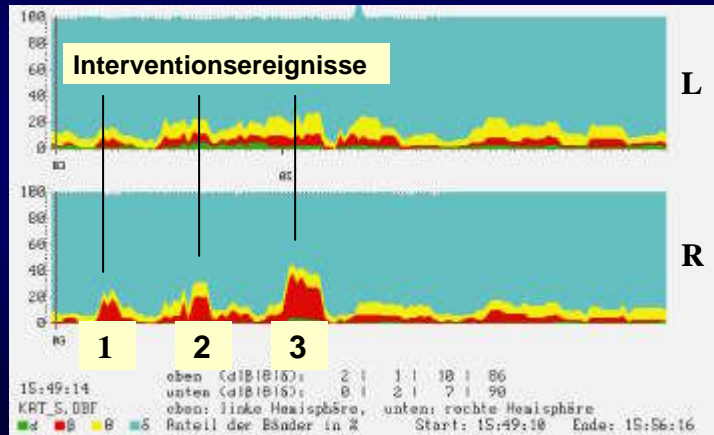 100
80
60
40
20
0
Interventionsereignisse
L
100
80
60
40
20
0
R
1 2 3
oben (α|β|θ|δ): 2 | 1 | 10 | 86
15:49:14 unten (α|β|θ|δ): 0 | 2 | 7 | 90
KAT_S.DBF oben: linke Hemisphäre, unten: rechte Hemisphäre
α β θ δ Anteil der Bänder in % Start: 15:49:10 Ende: 15:56:16